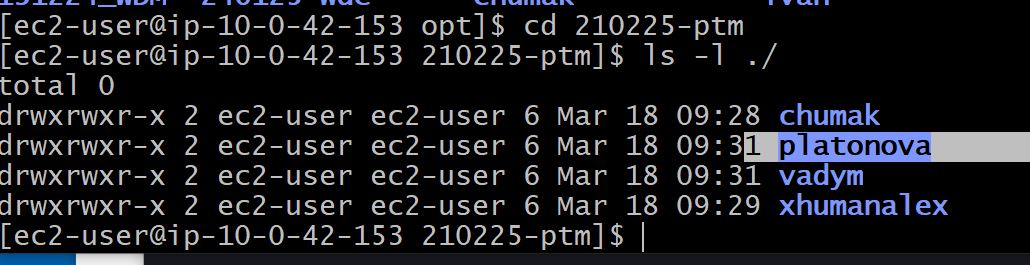 [ec2-user@ip-10-0-42-153 opt]$ cd 210225-ptm
[ec2-user@ip-10-0-42-153 210225-ptm]$ ls -l ./
total 0
drwxrwxr-x 2 ec2-user ec2-user 6 Mar 18 09:28 chumak
drwxrwxr-x 2 ec2-user ec2-user 6 Mar 18 09:31 platonova
drwxrwxr-x 2 ec2-user ec2-user 6 Mar 18 09:31 vadym
drwxrwxr-x 2 ec2-user ec2-user 6 Mar 18 09:29 xhumanalex
[ec2-user@ip-10-0-42-153 210225-ptm]$